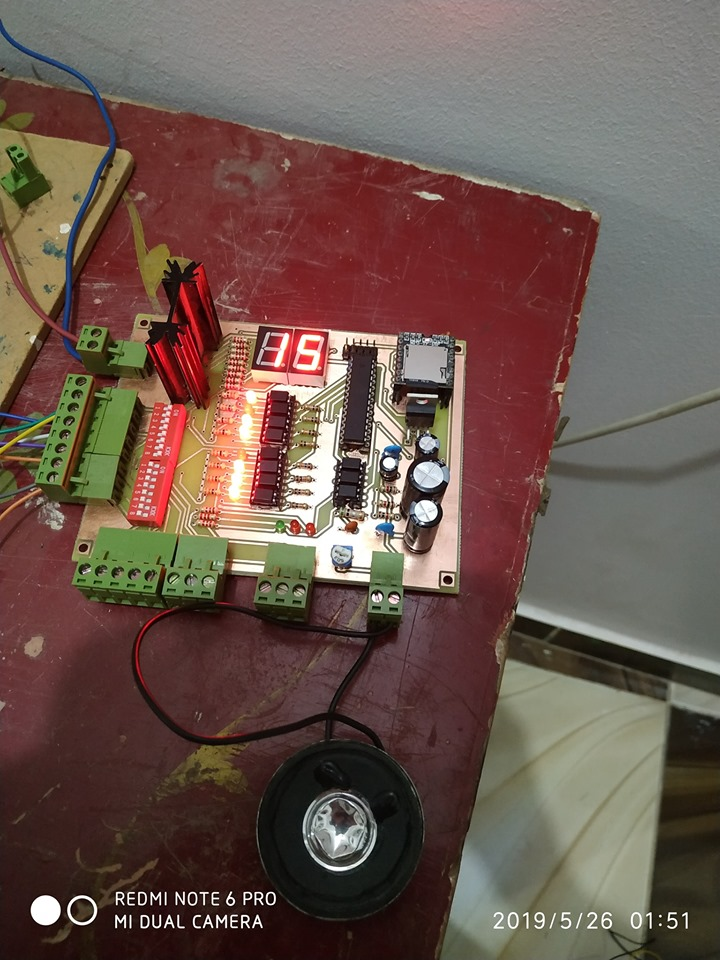 15
REDMI NOTE 6 PRO
MI DUAL CAMERA
2019/5/26 01:51